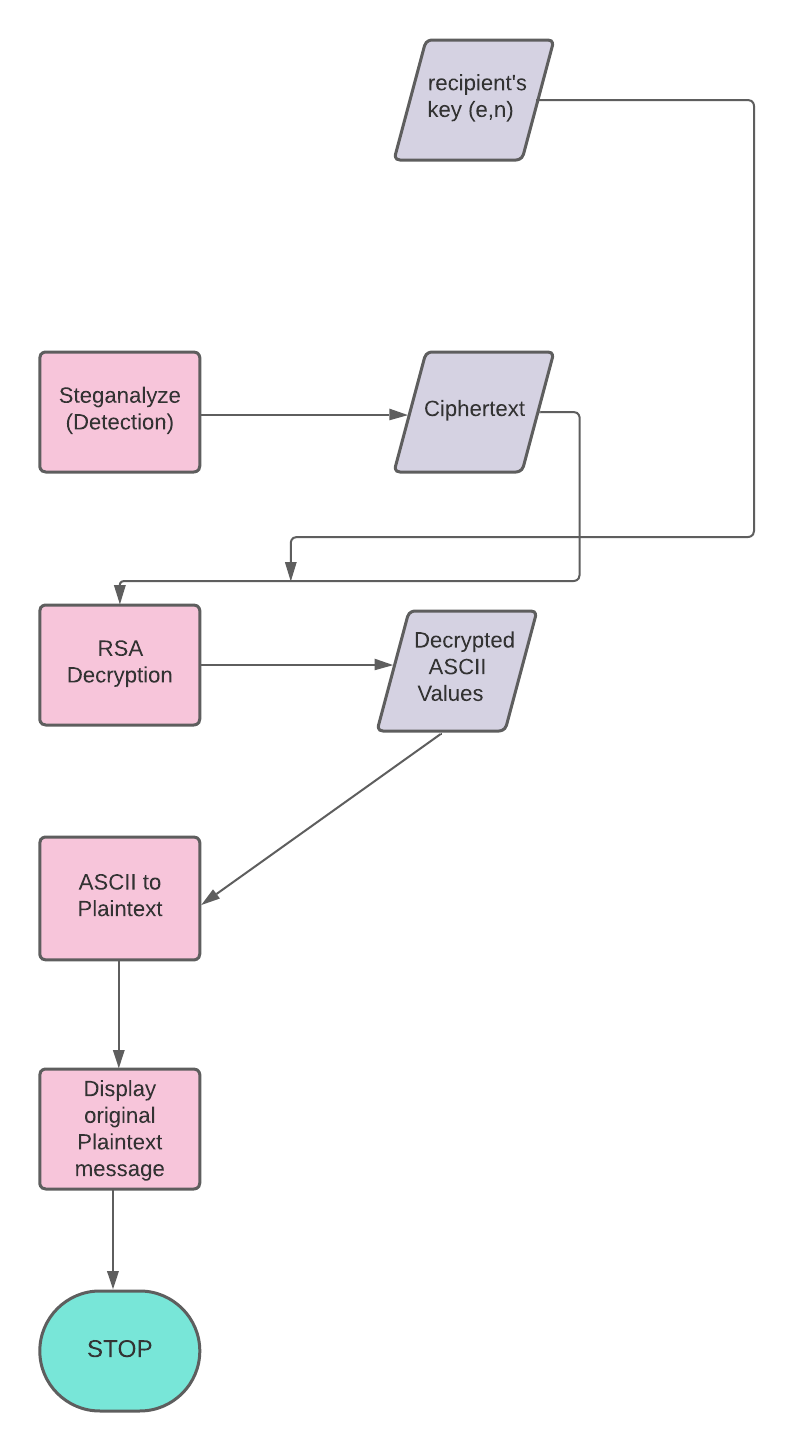 recipient's
key (e,n)
Steganalyze
(Detection)
Ciphertext
RSA
Decryption
Decrypted
ASCII
Values
ASCII to
Plaintext
Display
original
Plaintext
message
STOP